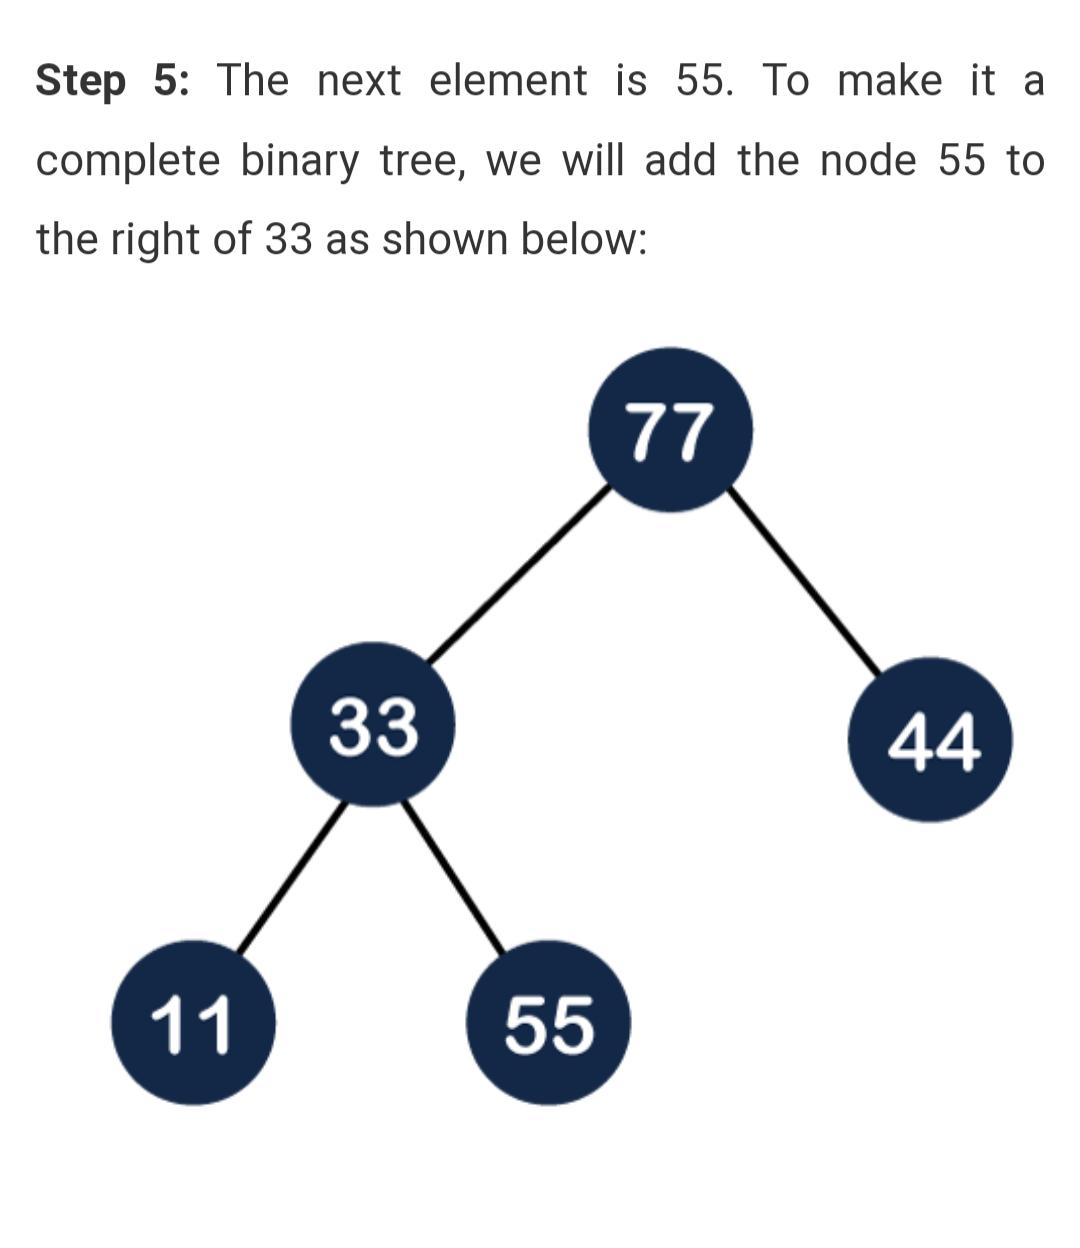 Step 5: The next element is 55. To make it a
complete binary tree, we will add the node 55 to
the right of 33 as shown below:
77
33
44
11
55